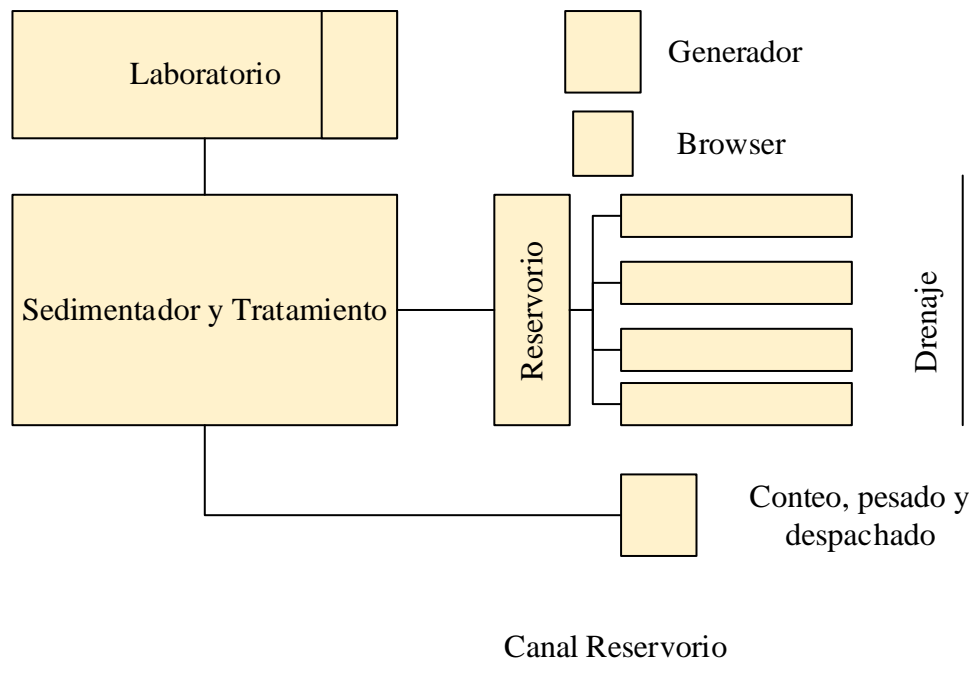 Laboratorio
Generador
Browser
Sedimentador y Tratamiento
Reservorio
Drenaje
Conteo, pesado y
despachado
Canal Reservorio